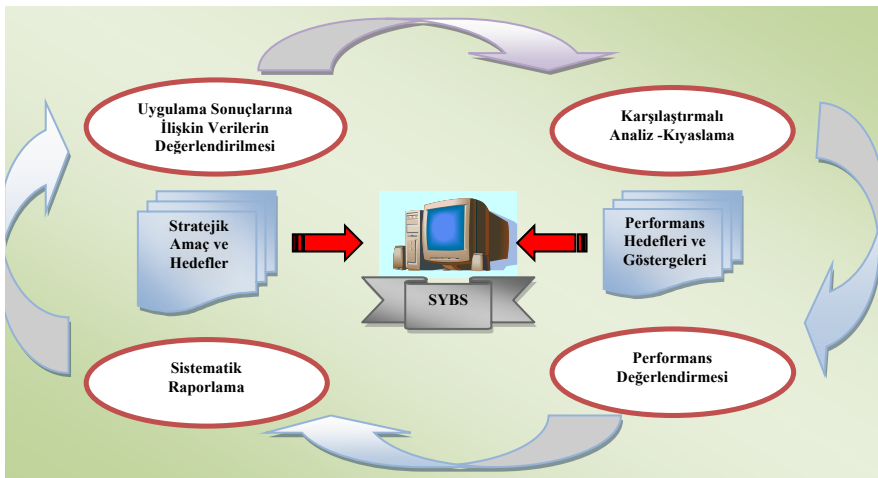 Uygulama Sonuçlarına
İlişkin Verilerin
Değerlendirilmesi
Karşılaştırmalı
Analiz -Kıyaslama
Stratejik
Amaç ve
Hedefler
Performans
Hedefleri ve
Göstergeleri
SYBS
Sistematik
Raporlama
Performans
Değerlendirmesi